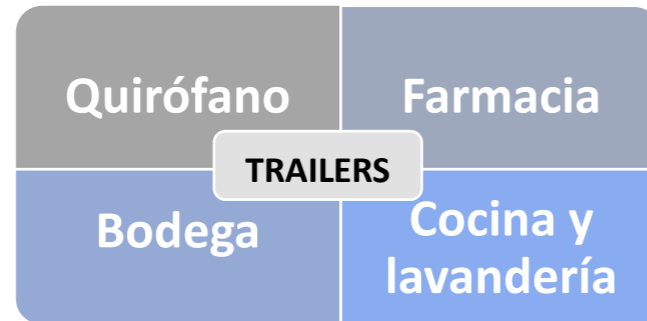 Quirófano
Farmacia
TRAILERS
Bodega
Cocina y
lavandería